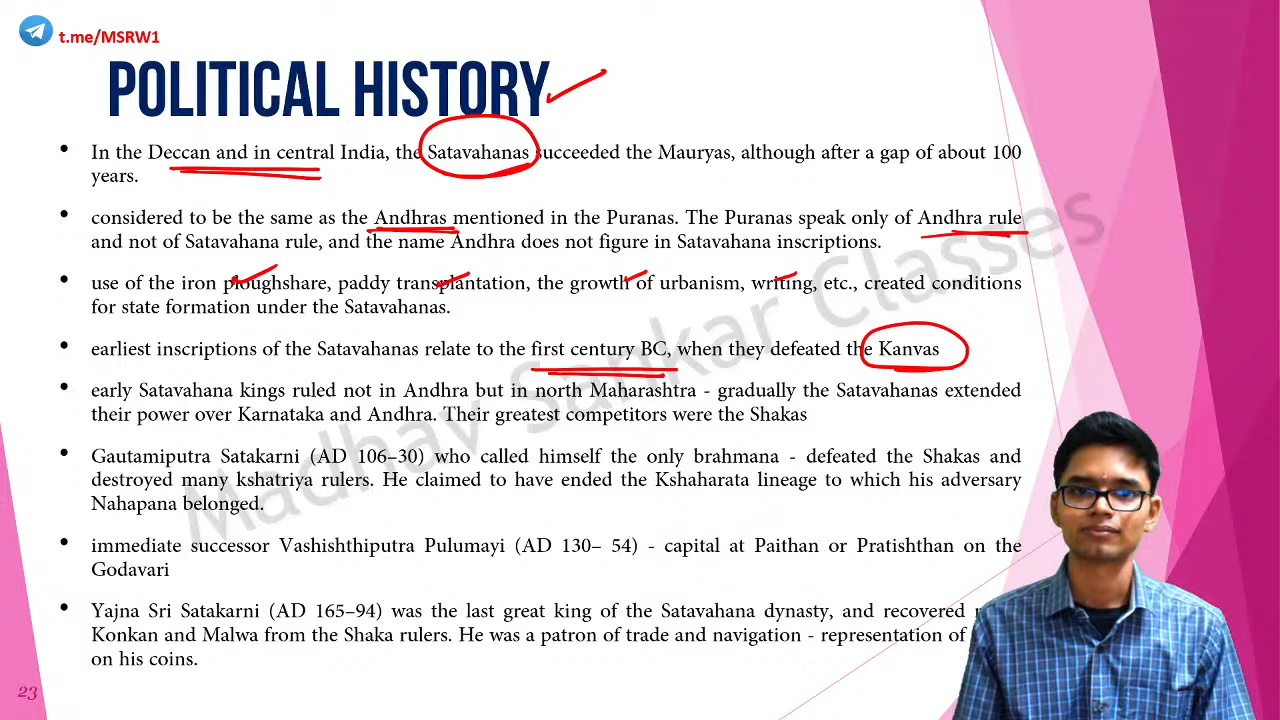 t.me/MSRW1
POLITICAL HISTORY
• In the Deccan and in central India, the Satavahanas succeeded the Mauryas, although after a gap of about 100
years.
• considered to be the same as the Andhras mentioned in the Puranas. The Puranas speak only of Andhra rule
and not of Satavahana rule, and the name Andhra does not figure in Satavahana inscriptions.
• use of the iron ploughshare, paddy transplantation, the growth of urbanism, writing, etc., created conditions
for state formation under the Satavahanas.
• earliest inscriptions of the Satavahanas relate to the first century BC, when they defeated the Kanvas
• early Satavahana kings ruled not in Andhra but in north Maharashtra - gradually the Satavahanas extended
their power over Karnataka and Andhra. Their greatest competitors were the Shakas
• Gautamiputra Satakarni (AD 106–30) who called himself the only brahmana - defeated the Shakas and
destroyed many kshatriya rulers. He claimed to have ended the Kshaharata lineage to which his adversary
Nahapana belonged.
• immediate successor Vashishthiputra Pulumayi (AD 130– 54) - capital at Paithan or Pratishthan on the
Godavari
• Yajna Sri Satakarni (AD 165–94) was the last great king of the Satavahana dynasty, and recovered
Konkan and Malwa from the Shaka rulers. He was a patron of trade and navigation - representation of
on his coins.
Madhav Sankar Classes
23